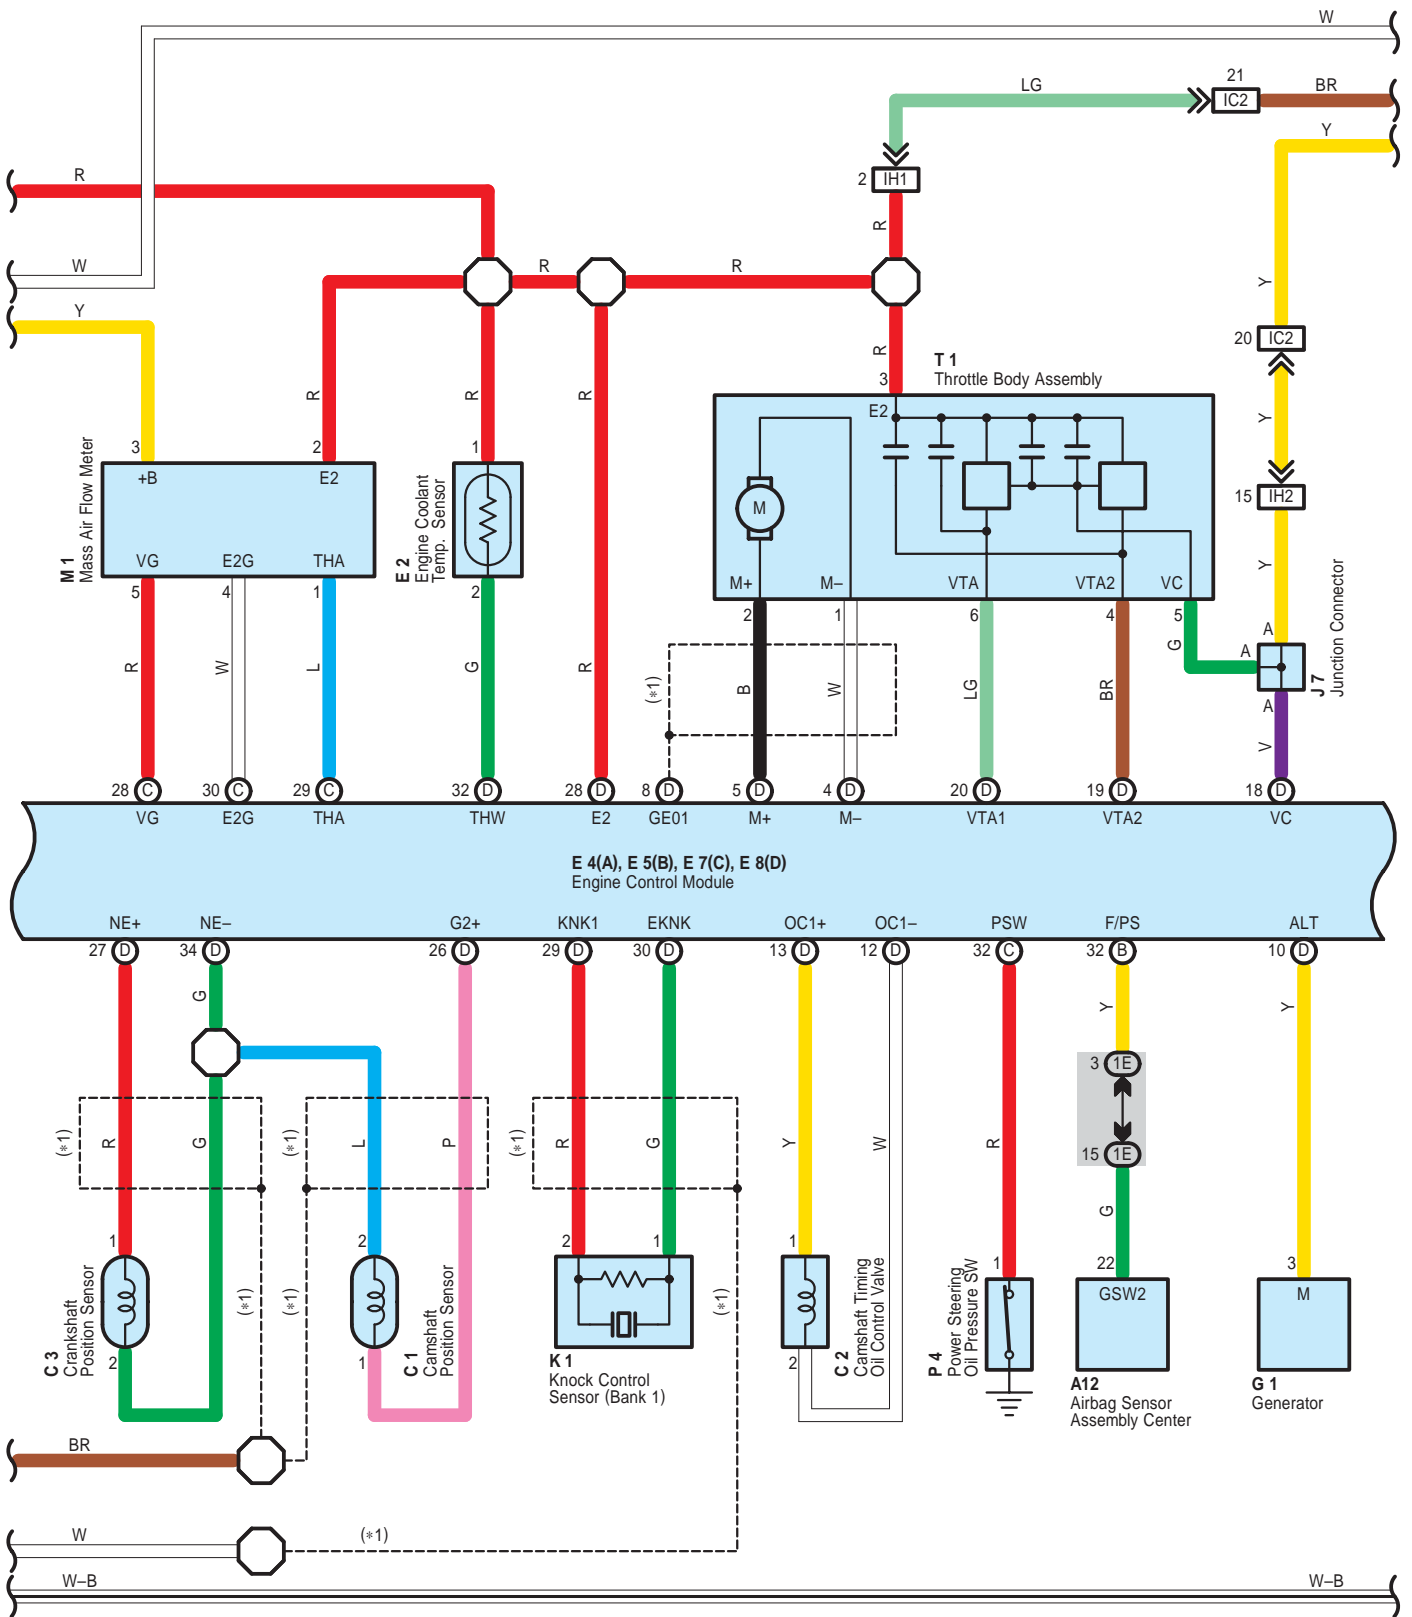 W
LG
21
IC2
BR
Y
R
2
IH1
R
W
R
R
Y
Y
20
IC2
R
T 1
Throttle Body Assembly
3
E2
R
R
R
Y
3
2
1
+B
E2
M 1
Mass Air Flow Meter
E 2
Engine Coolant
Temp. Sensor
M
15
IH2
VG
E2G
THA
M+
M–
VTA
VTA2
VC
Y
5
4
1
2
2
1
6
4
5
A
G
A
J 7
Junction Connector
R
W
L
G
R
(*1)
B
W
LG
BR
A
V
28
C
30
C
29
C
32
D
28
D
8
D
5
D
4
D
20
D
19
D
18
D
VG
E2G
THA
THW
E2
GE01
M+
M–
VTA1
VTA2
VC
E 4(A), E 5(B), E 7(C), E 8(D)
Engine Control Module
NE+
NE–
G2+
KNK1
EKNK
OC1+
OC1–
PSW
F/PS
ALT
27
D
34
D
26
D
29
D
30
D
13
D
12
D
32
C
32
B
10
D
G
Y
Y
3
1E
(*1)
R
G
(*1)
L
P
(*1)
R
G
Y
W
R
15
1E
G
1
2
2
1
1
1
22
3
GSW2
M
C 3
Crankshaft
Position Sensor
(*1)
(*1)
C 1
Camshaft
Position Sensor
(*1)
C 2
Camshaft Timing
Oil Control Valve
P 4
Power Steering
Oil Pressure SW
2
1
2
K 1
Knock Control
Sensor (Bank 1)
A12
Airbag Sensor
Assembly Center
G 1
Generator
BR
W
(*1)
W–B
W–B